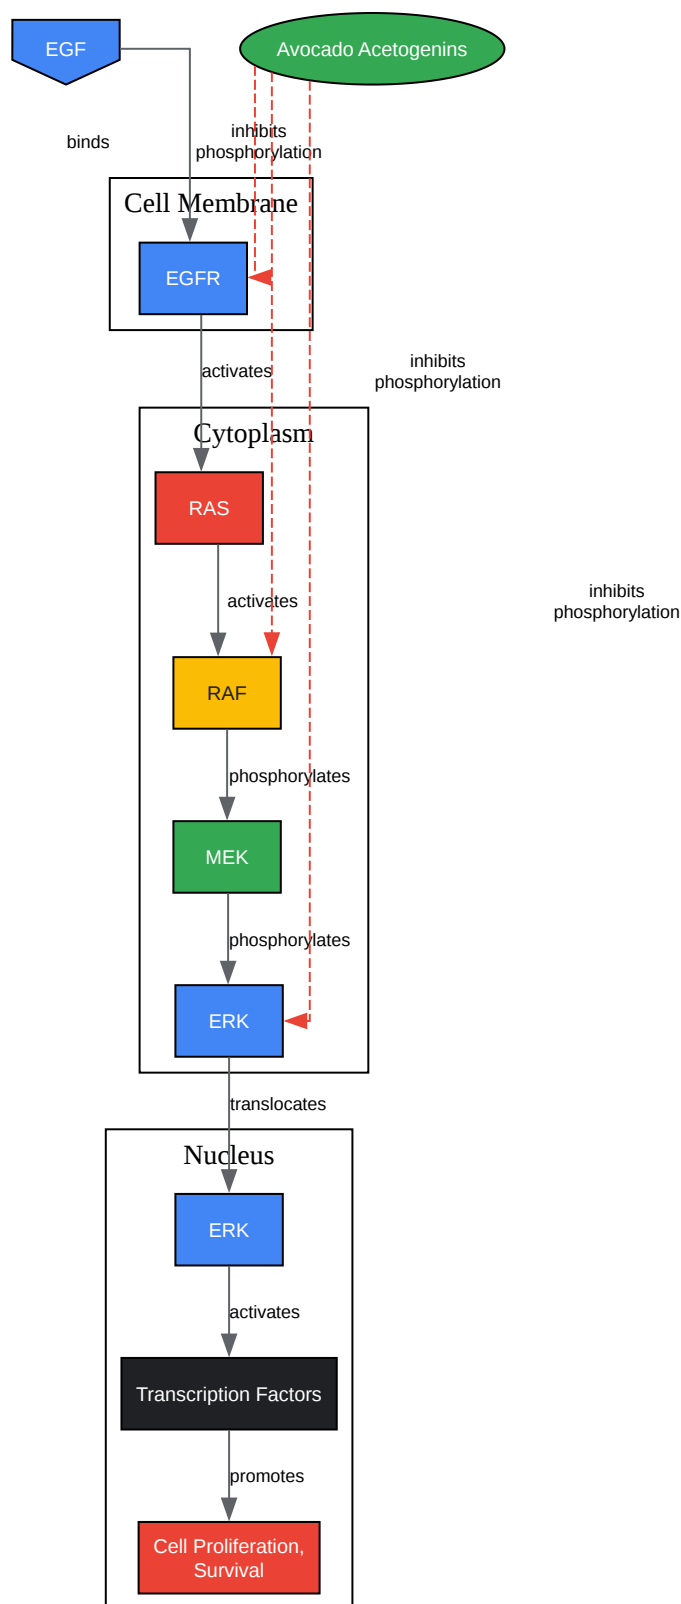 EGF
Avocado Acetogenins
binds
inhibits
phosphorylation
Cell Membrane
EGFR
activates
inhibits
phosphorylation
Cytoplasm
RAS
activates
inhibits
phosphorylation
RAF
phosphorylates
MEK
phosphorylates
ERK
translocates
Nucleus
ERK
activates
Transcription Factors
promotes
Cell Proliferation,
Survival